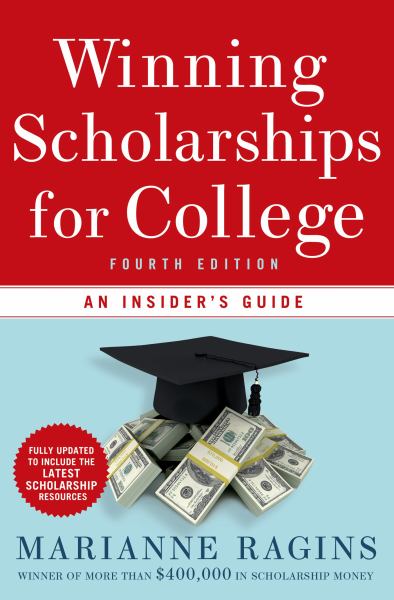 Winning
Scholarships
for College
FOURTH EDITION
AN INSIDER'S GUIDE
FULLY UPDATED
TO INCLUDE THE
LATEST
SCHOLARSHIP
RESOURCES
MARIANNE RAGINS
WINNER OF MORE THAN $400,000 IN SCHOLARSHIP MONEY